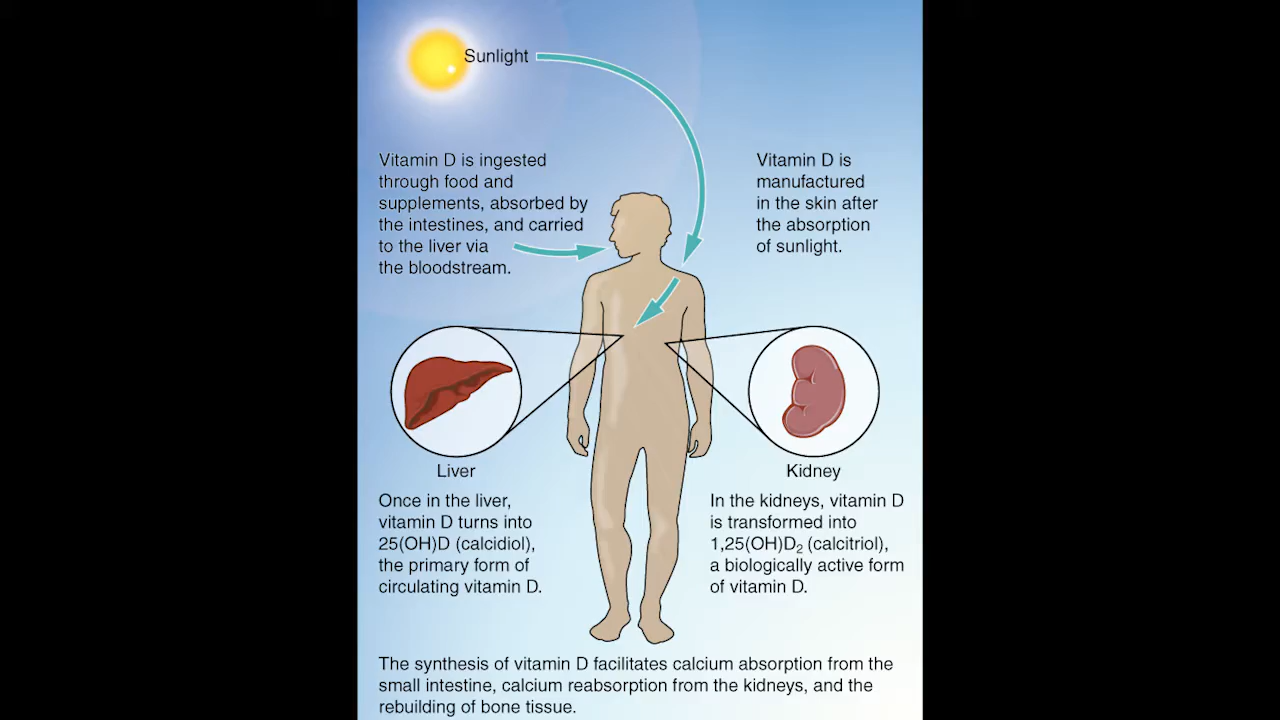 Sunlight
Vitamin D is ingested
through food and
supplements, absorbed by
the intestines, and carried
to the liver via
the bloodstream.
Vitamin D is
manufactured
in the skin after
the absorption
of sunlight.
Liver
Once in the liver,
vitamin D turns into
25(OH)D (calcidiol),
the primary form of
circulating vitamin D.
Kidney
In the kidneys, vitamin D
is transformed into
1,25(OH)D₂ (calcitriol),
a biologically active form
of vitamin D.
The synthesis of vitamin D facilitates calcium absorption from the
small intestine, calcium reabsorption from the kidneys, and the
rebuilding of bone tissue.